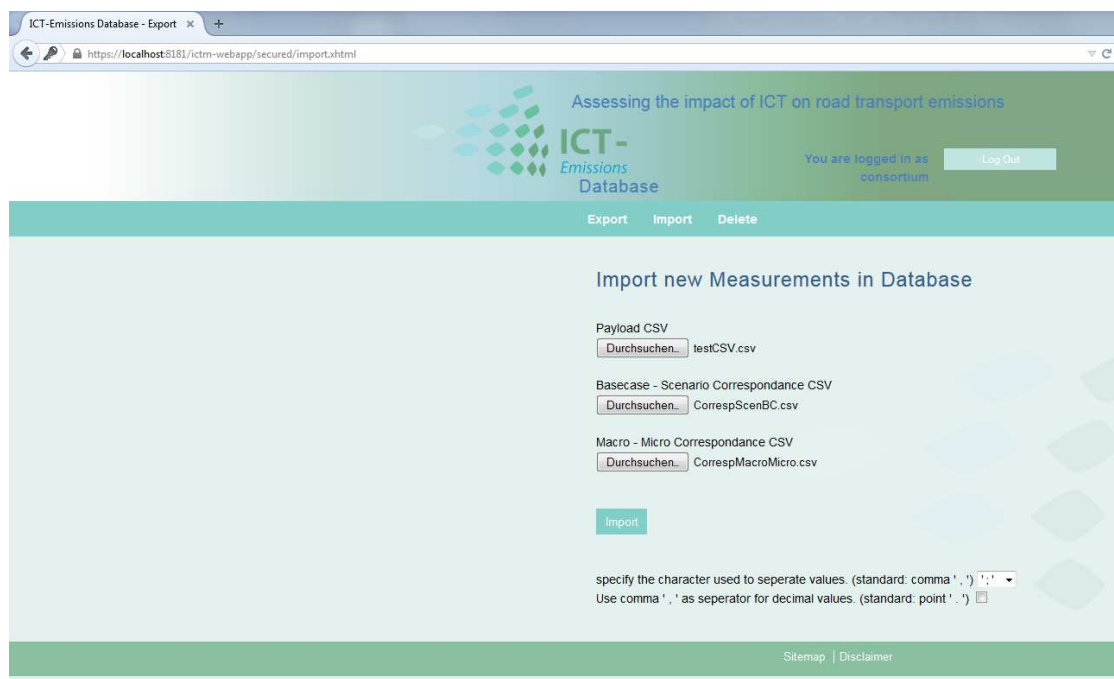 ICT-Emissions Database - Export
https://localhost:8181/ictm-webapp/secured/import.xhtml
Assessing the impact of ICT on road transport emissions
ICT-
Emissions
Database
You are logged in as
consortium
Log Out
Export Import Delete
Import new Measurements in Database
Payload CSV
Durchsuchen.. testCSV.csv
Basecase - Scenario Correspondance CSV
Durchsuchen.. CorrespScenBC.csv
Macro - Micro Correspondance CSV
Durchsuchen.. CorrespMacroMicro.csv
Import
specify the character used to seperate values. (standard: comma ' , ') ';'
Use comma ' , ' as seperator for decimal values. (standard: point ' . ')
Sitemap | Disclaimer